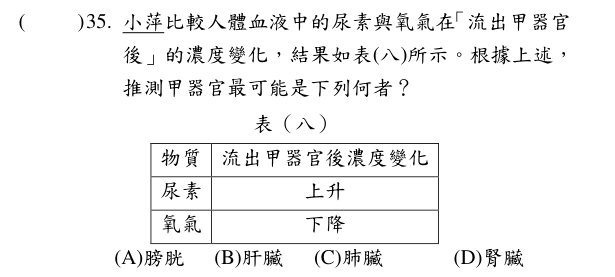 (　　)35. 小萍比較人體血液中的尿素與氧氣在「流出甲器官
後」的濃度變化，結果如表(八)所示。根據上述，
推測甲器官最可能是下列何者？
表（八）
物質 流出甲器官後濃度變化
尿素 上升
氧氣 下降
(A)膀胱 (B)肝臟 (C)肺臟 (D)腎臟